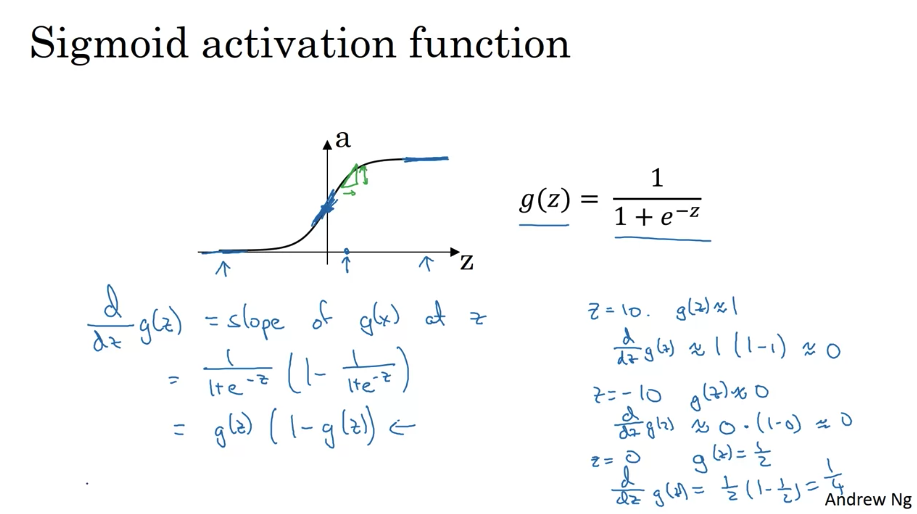 Sigmoid activation function
a
z
g(z) = 1 / (1 + e^{-z})
d/dz g(z) = slope of g(x) at z
= 1/(1+e^{-z}) (1 - 1/(1+e^{-z}))
= g(z) (1 - g(z)) ←
z = 10. g(z) ≈ 1
d/dz g(z) ≈ 1 (1-1) ≈ 0
z = -10 g(z) ≈ 0
d/dz g(z) ≈ 0 · (1-0) ≈ 0
z = 0 g(z) = 1/2
d/dz g(z) = 1/2 (1 - 1/2) = 1/4
Andrew Ng